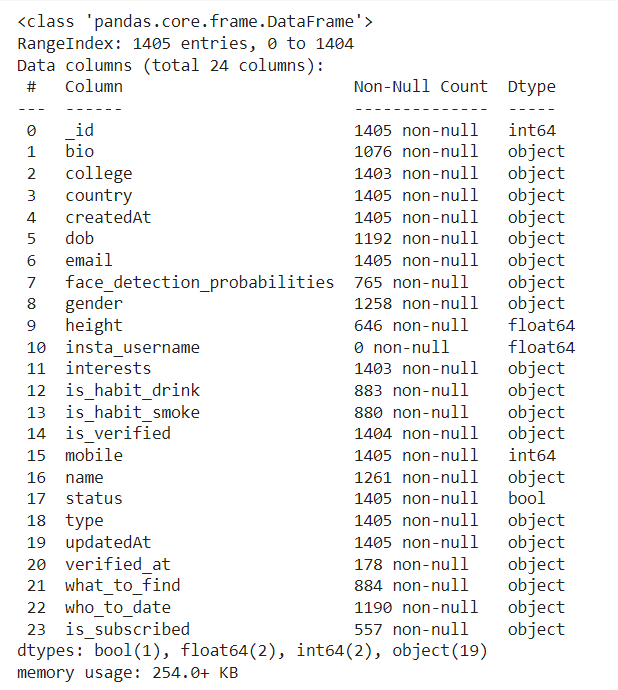 <class 'pandas.core.frame.DataFrame'>
RangeIndex: 1405 entries, 0 to 1404
Data columns (total 24 columns):
 #   Column                        Non-Null Count  Dtype
---  ------                        --------------  -----
 0   _id                           1405 non-null   int64
 1   bio                           1076 non-null   object
 2   college                       1403 non-null   object
 3   country                       1405 non-null   object
 4   createdAt                     1405 non-null   object
 5   dob                           1192 non-null   object
 6   email                         1405 non-null   object
 7   face_detection_probabilities  765 non-null    object
 8   gender                        1258 non-null   object
 9   height                        646 non-null    float64
 10  insta_username                0 non-null      float64
 11  interests                     1403 non-null   object
 12  is_habit_drink                883 non-null    object
 13  is_habit_smoke                880 non-null    object
 14  is_verified                   1404 non-null   object
 15  mobile                        1405 non-null   int64
 16  name                          1261 non-null   object
 17  status                        1405 non-null   bool
 18  type                          1405 non-null   object
 19  updatedAt                     1405 non-null   object
 20  verified_at                   178 non-null    object
 21  what_to_find                  884 non-null    object
 22  who_to_date                   1190 non-null   object
 23  is_subscribed                 557 non-null    object
dtypes: bool(1), float64(2), int64(2), object(19)
memory usage: 254.0+ KB